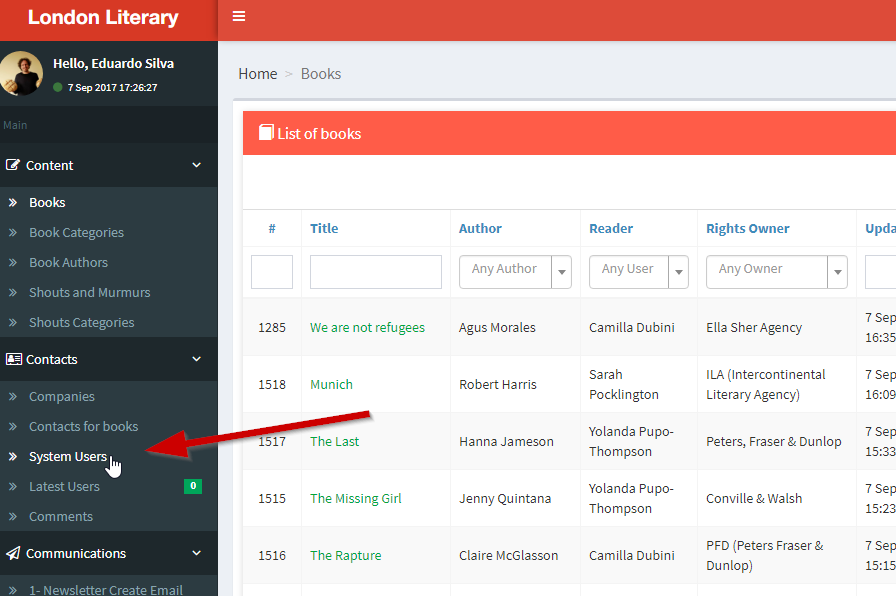 London Literary
Hello, Eduardo Silva
7 Sep 2017 17:26:27
Main
Content
Books
Book Categories
Book Authors
Shouts and Murmurs
Shouts Categories
Contacts
Companies
Contacts for books
System Users
Latest Users 0
Comments
Communications
1- Newsletter Create Email
Home > Books
List of books
# Title Author Reader Rights Owner Upda
Any Author Any User Any Owner
1285 We are not refugees Agus Morales Camilla Dubini Ella Sher Agency 7 Sep
16:35
1518 Munich Robert Harris Sarah
Pocklington ILA (Intercontinental
Literary Agency) 7 Sep
16:09
1517 The Last Hanna Jameson Yolanda Pupo-
Thompson Peters, Fraser & Dunlop 7 Sep
15:33
1515 The Missing Girl Jenny Quintana Yolanda Pupo-
Thompson Conville & Walsh 7 Sep
15:23
1516 The Rapture Claire McGlasson Camilla Dubini PFD (Peters Fraser &
Dunlop) 7 Sep
15:15